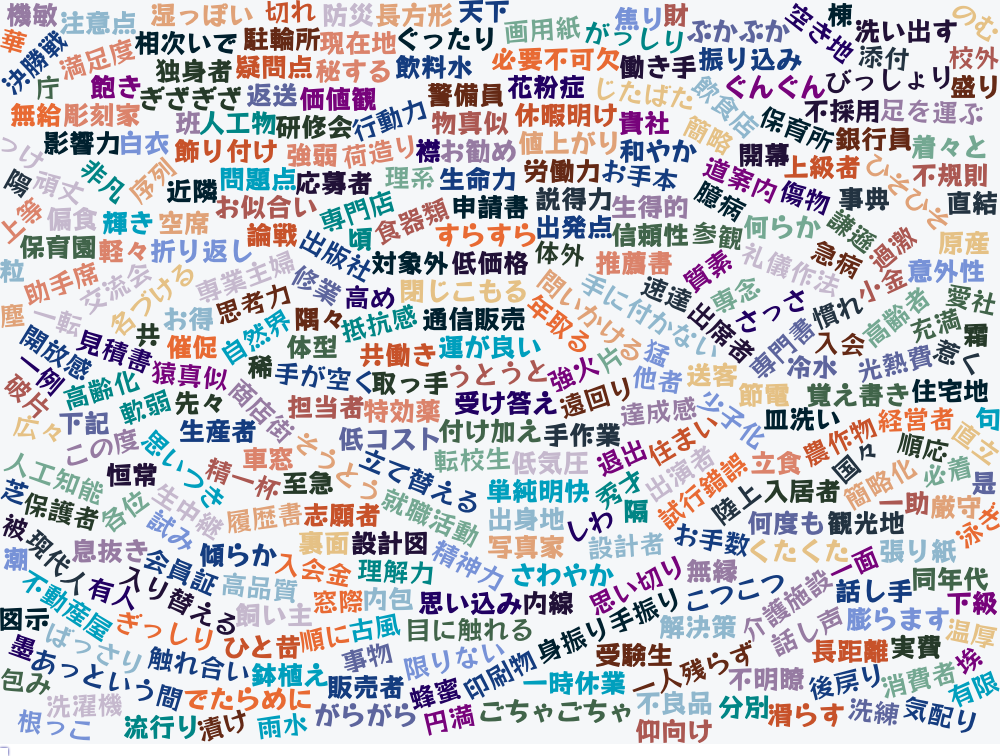 機敏
注意点
湿っぽい
切れ
防災
長方形
天下
画用紙
がっしり
焦り
財
ぶかぶか
空き地
棟
洗い出す
のむ
華
決勝戦
満足度
相次いで
駐輪所
現在地
ぐったり
必要不可欠
働き手
振り込み
添付
校外
庁
飽き
独身者
疑問点
秘する
飲料水
花粉症
じたばた
飲食店
ぐんぐん
びっしょり
盛り
無給
彫刻家
ぎざぎざ
返送
価値観
警備員
休暇明け
貴社
簡略
保育所
不採用
足を運ぶ
班
人工物
研修会
行動力
物真似
値上がり
和やか
開幕
銀行員
着々と
影響力
白衣
飾り付け
強弱
荷造り
襟
お勧め
労働力
お手本
道案内
上級者
ひそひそ
不規則
っけ
陽
頑丈
非凡
序列
近隣
問題点
応募者
理系
生命力
説得力
生得的
臆病
傷物
事典
直結
上等
偏食
輝き
空席
お似合い
専門店
頃
食器類
申請書
出発点
信頼性
参観
何らか
謙遜
過激
原産
保育園
軽々
折り返し
論戦
出版社
対象外
低価格
すらすら
体外
推薦書
質素
礼儀作法
急病
小金
意外性
粒
助手席
交流会
名づける
専業主婦
思考力
修業
高め
閉じこもる
問いかける
手に付かない
速達
専念
さっさ
慣れ
高齢者
愛社
塵
一転
共
お得
自然界
隅々
抵抗感
通信販売
年取る
出席者
専門書
入会
充満
霜
開放感
見積書
催促
体型
共働き
運が良い
止
猛
冷水
光熱費
惹く
一例
高齢化
猿真似
稀
手が空く
取っ手
うとうと
強火
他者
送客
節電
覚え書き
住宅地
破片
軟弱
先々
商店街
担当者
特効薬
受け答え
遠回り
達成感
少子化
皿洗い
経営者
句
広々
下記
この度
生産者
そうとう
低コスト
付け加え
手作業
退出
住まい
農作物
順応
直立
思いつき
車窓
立て替える
転校生
低気圧
出演者
試行錯誤
立食
国々
必着
是
人工知能
恒常
精一杯
至急
就職活動
単純明快
秀才
隔
陸上
入居者
簡略化
一助
厳守
芝
保護者
各位
生中継
試み
履歴書
志願者
出身地
しわ
何度も
観光地
泳ぎ
被
現代人
息抜き
会員証
傾らか
裏面
設計図
精神力
写真家
設計者
お手数
くたくた
張り紙
潮
不動産屋
有人
入り替える
高品質
入会金
理解力
さわやか
思い切り
無縁
こつこつ
介護施設
一面
話し手
同年代
図示
ばっさり
ぎっしり
飼い主
窓際
内包
思い込み
内線
手振り
身振り
解決策
話し声
膨らます
下級
温厚
墨
あっという間
触れ合い
ひと昔
順に
古風
目に触れる
事物
限りない
印刷物
受験生
一人残らず
長距離
実費
挨
包み
洗濯機
でたらめに
鉢植え
販売者
蜂蜜
一時休業
不良品
不明瞭
後戻り
消費者
有限
根っこ
流行り
漬け
雨水
がらがら
円満
ごちゃごちゃ
仰向け
分別
滑らす
洗練
気配り